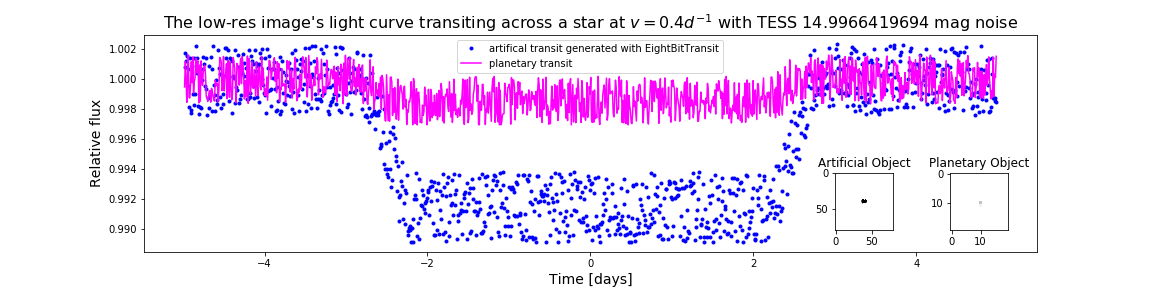 The low-res image's light curve transiting across a star at v = 0.4d⁻¹ with TESS 14.9966419694 mag noise
artifical transit generated with EightBitTransit
planetary transit
Relative flux
1.002
1.000
0.998
0.996
0.994
0.992
0.990
Artificial Object
Planetary Object
0
50
0
50
0
10
0
10
−4
−2
0
2
4
Time [days]